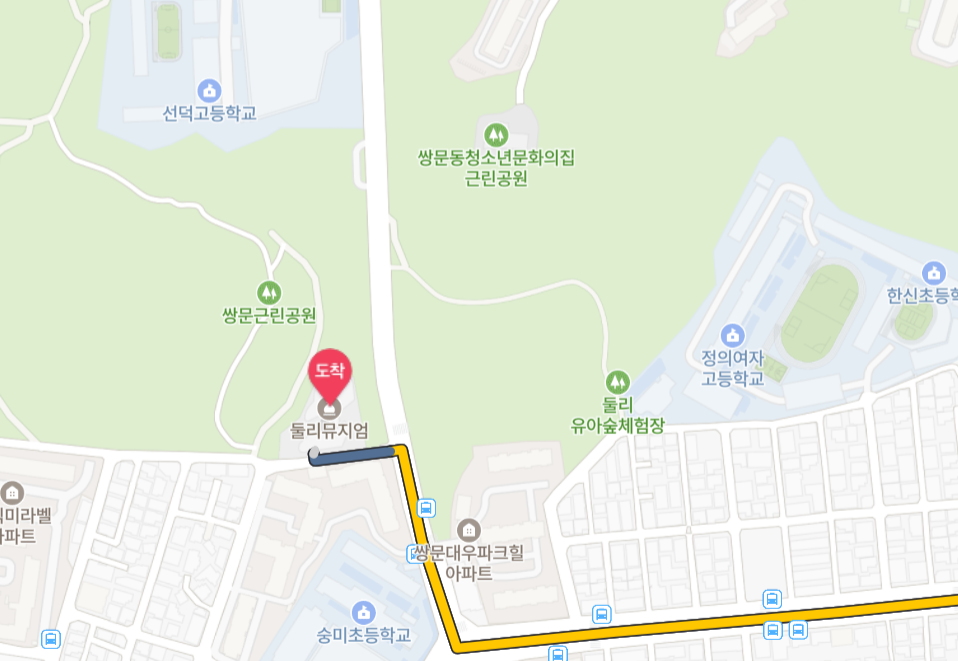 선덕고등학교
쌍문동청소년문화의집
근린공원
한신초등학
쌍문근린공원
정의여자
고등학교
도착
둘리뮤지엄
둘리
유아숲체험장
미라벨
파트
쌍문대우파크힐
아파트
숭미초등학교